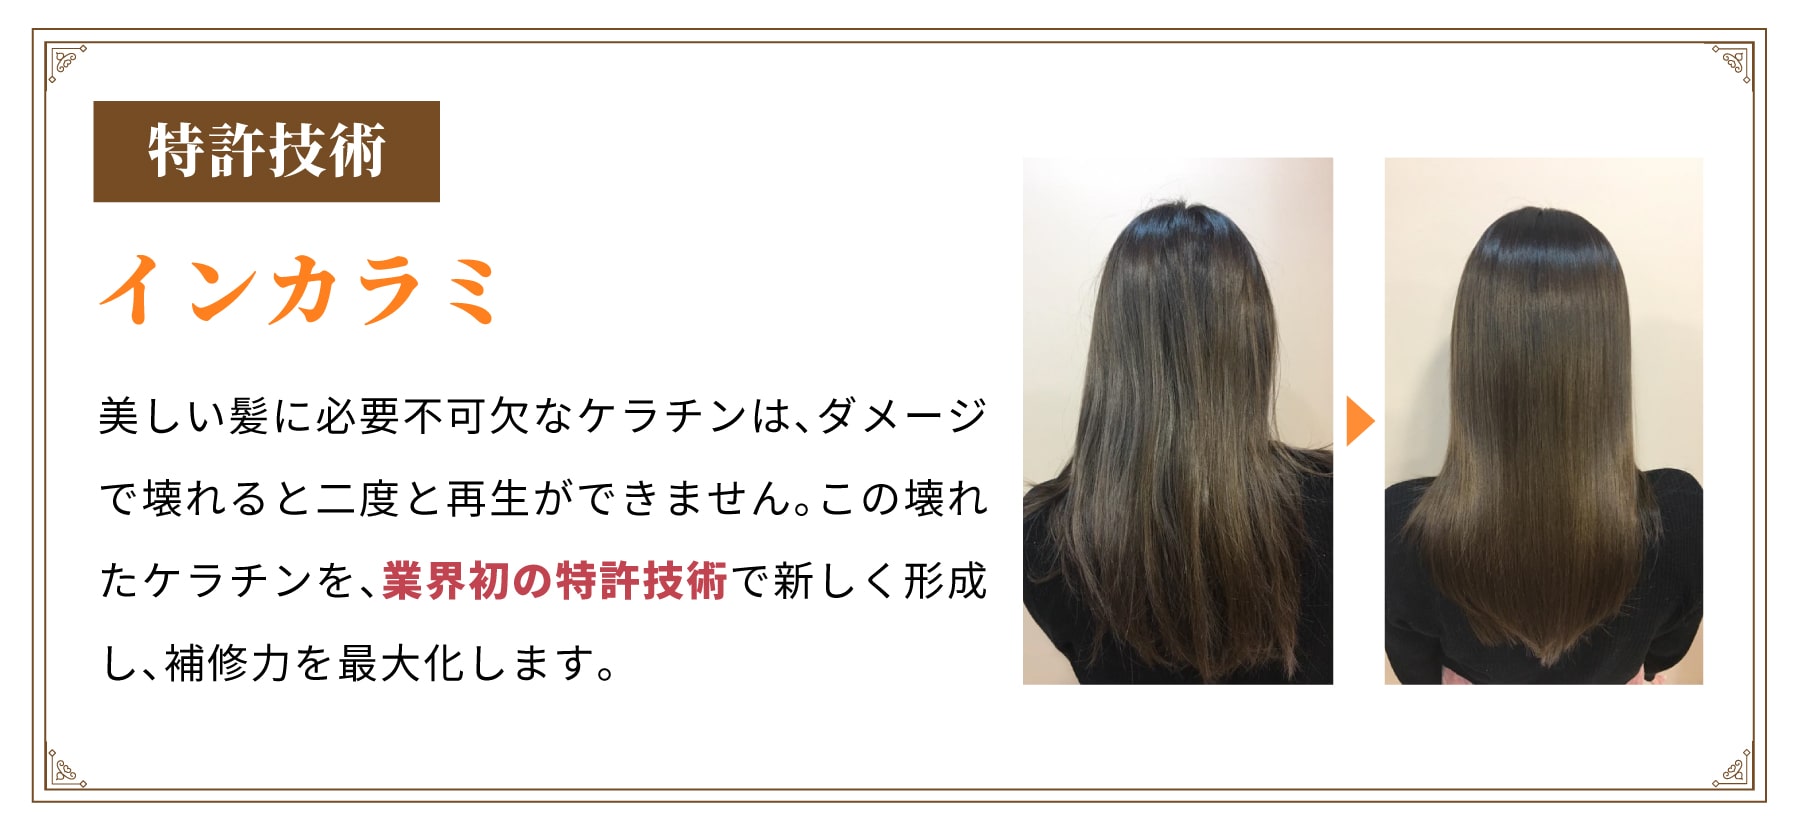 特許技術
インカラミ
美しい髪に必要不可欠なケラチンは、ダメージ
で壊れると二度と再生ができません。この壊れ
たケラチンを、業界初の特許技術で新しく形成
し、補修力を最大化します。